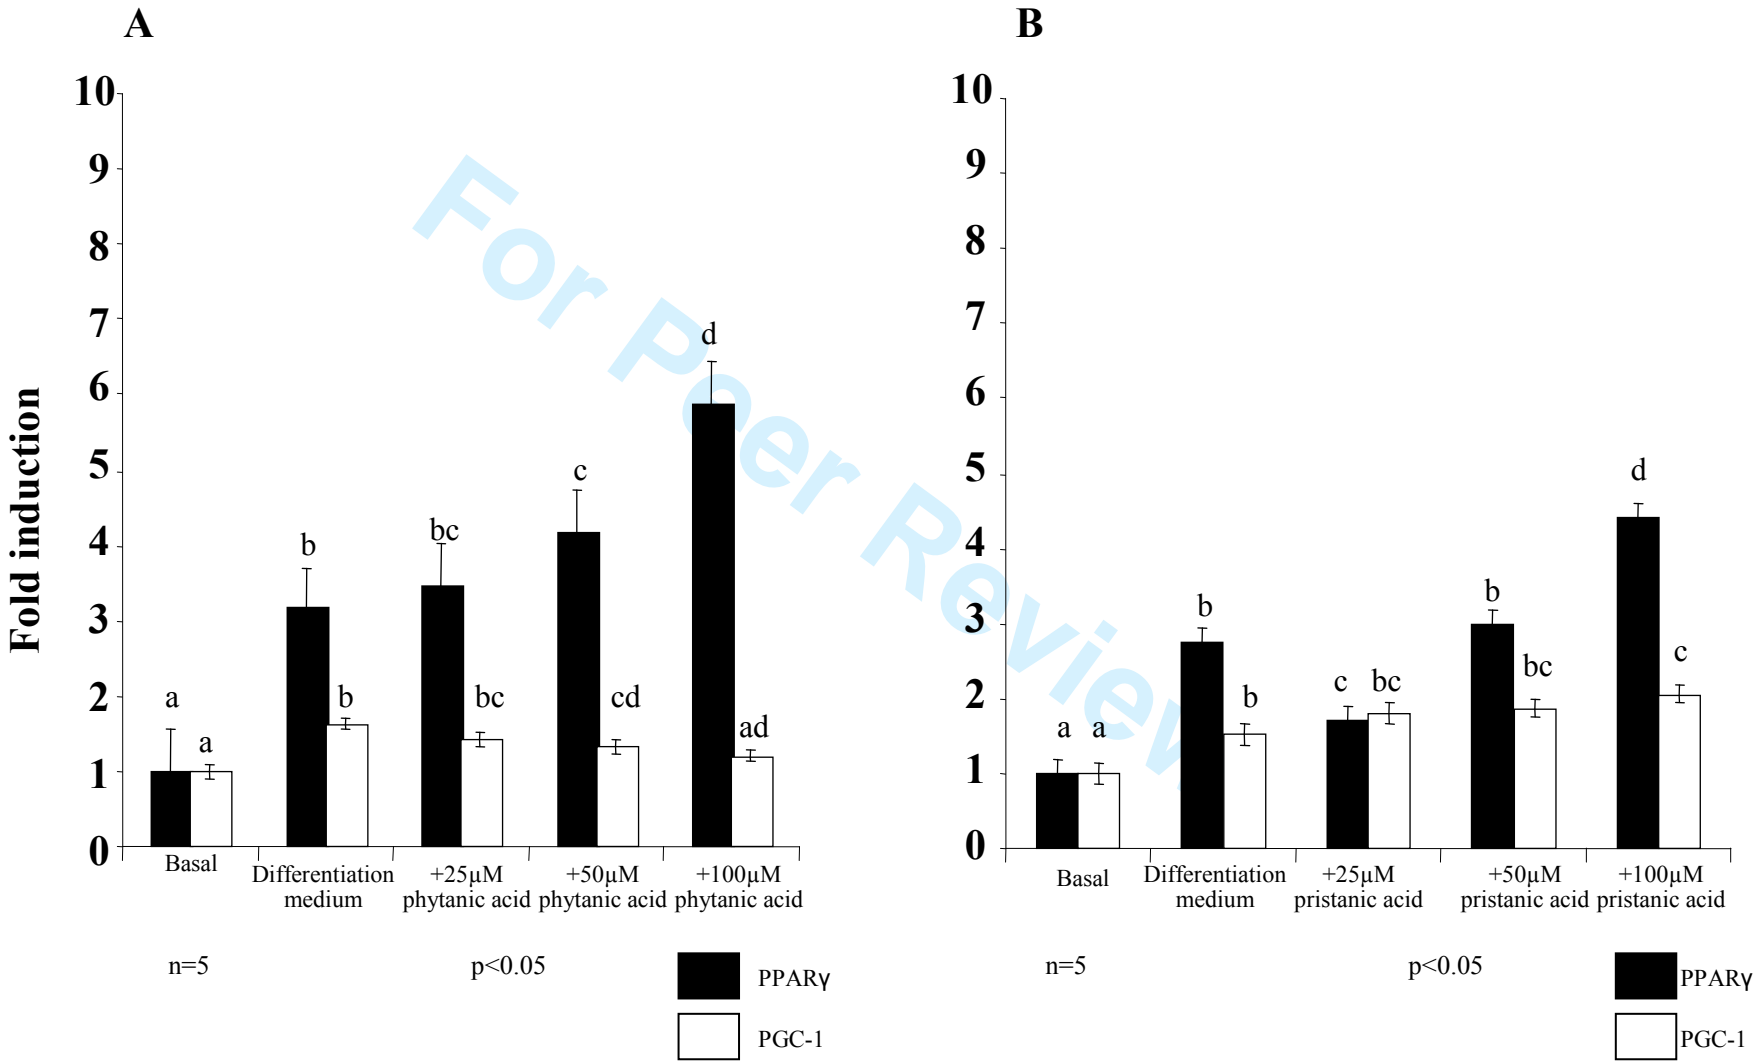 A
Fold induction
10
9
8
7
6
5
4
3
2
1
0
a
a
b
b
bc
bc
c
cd
d
ad
Basal
Differentiation
medium
+25µM
phytanic acid
+50µM
phytanic acid
+100µM
phytanic acid
n=5
p<0.05
PPARγ
PGC-1
B
10
9
8
7
6
5
4
3
2
1
0
a
a
b
b
c
bc
b
bc
d
c
Basal
Differentiation
medium
+25µM
pristanic acid
+50µM
pristanic acid
+100µM
pristanic acid
n=5
p<0.05
PPARγ
PGC-1
For Peer Review